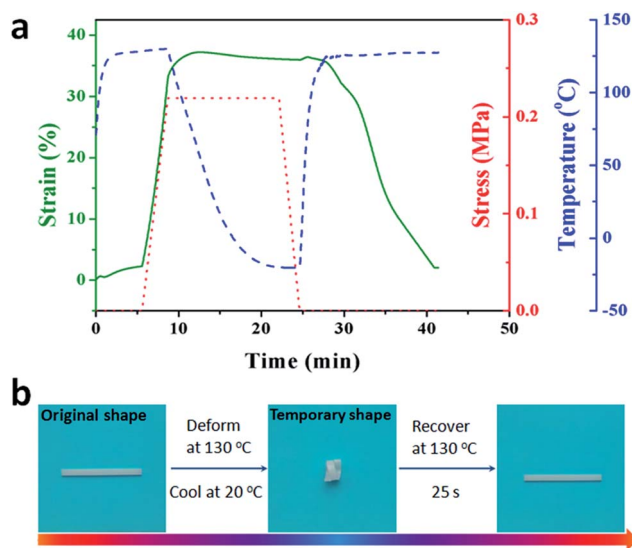 a
Strain (%)
40
30
20
10
0
Stress (MPa)
0.3
0.2
0.1
0.0
Temperature (°C)
150
100
50
0
-50
0 10 20 30 40 50
Time (min)
b
Original shape
Deform
at 130 °C
Cool at 20 °C
Temporary shape
Recover
at 130 °C
25 s